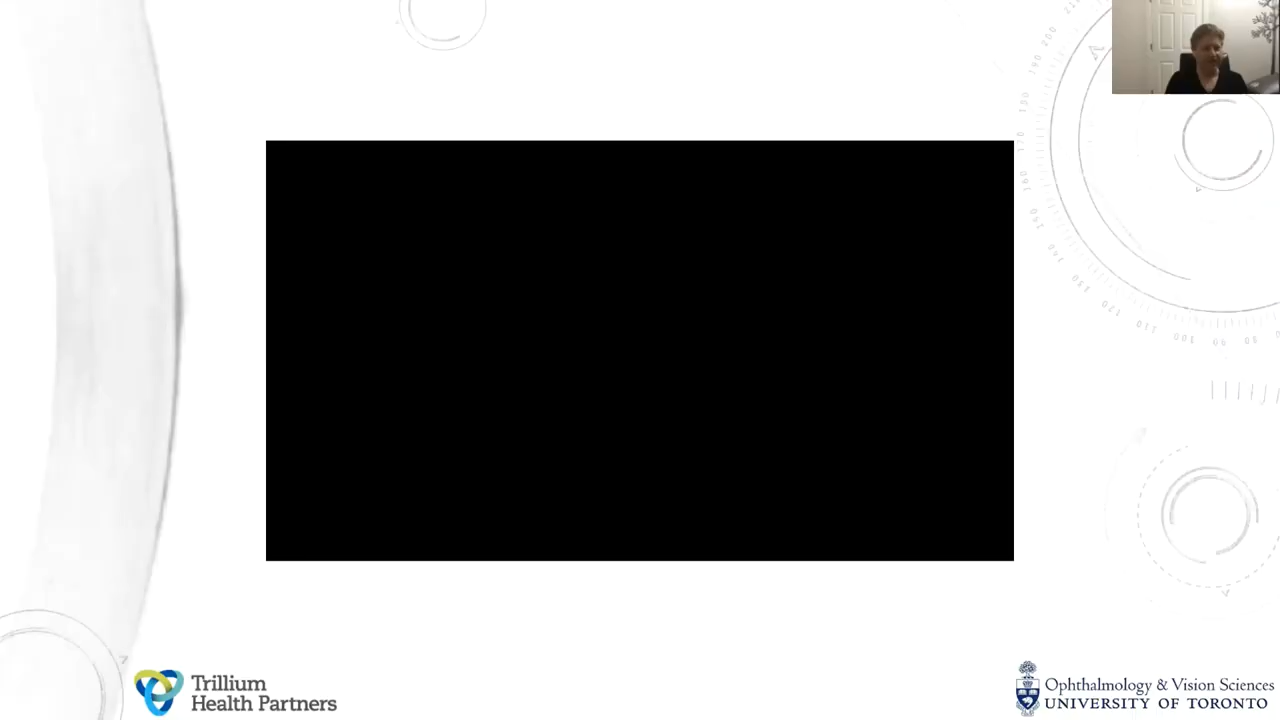 Trillium
Health Partners
Ophthalmology & Vision Sciences
UNIVERSITY OF TORONTO